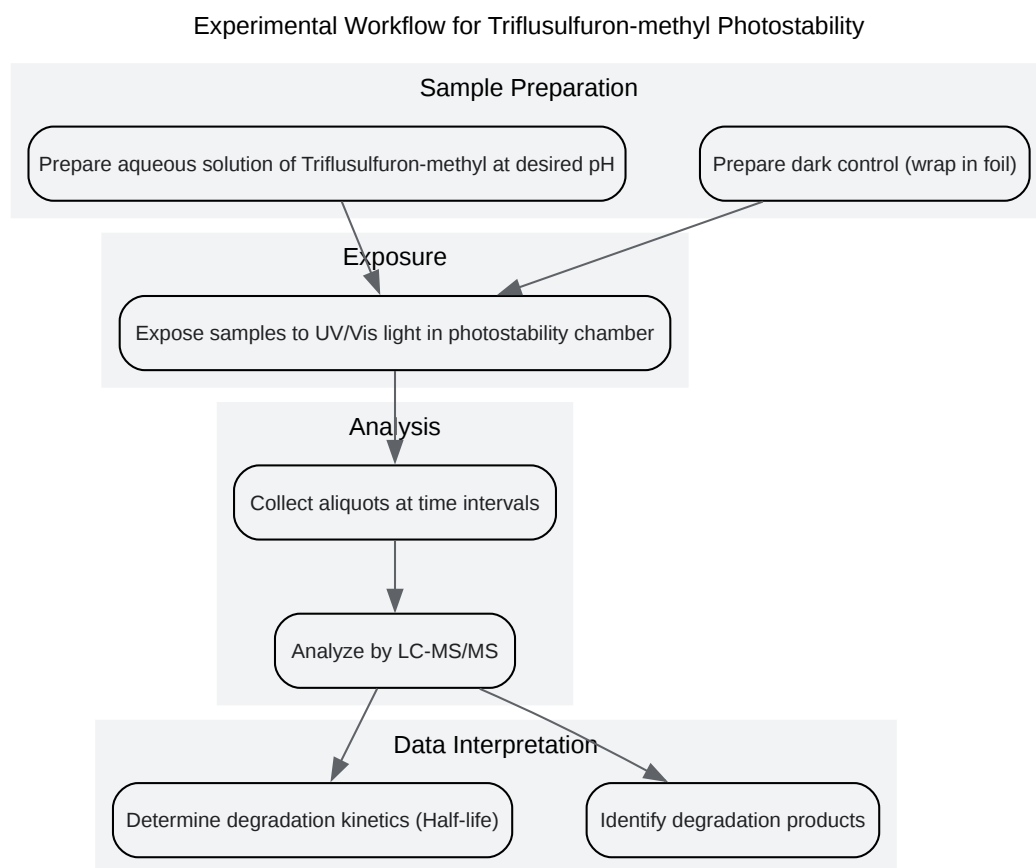 Experimental Workflow for Triflusulfuron-methyl Photostability
Sample Preparation
Prepare aqueous solution of Triflusulfuron-methyl at desired pH
Prepare dark control (wrap in foil)
Exposure
Expose samples to UV/Vis light in photostability chamber
Analysis
Collect aliquots at time intervals
Analyze by LC-MS/MS
Data Interpretation
Determine degradation kinetics (Half-life)
Identify degradation products